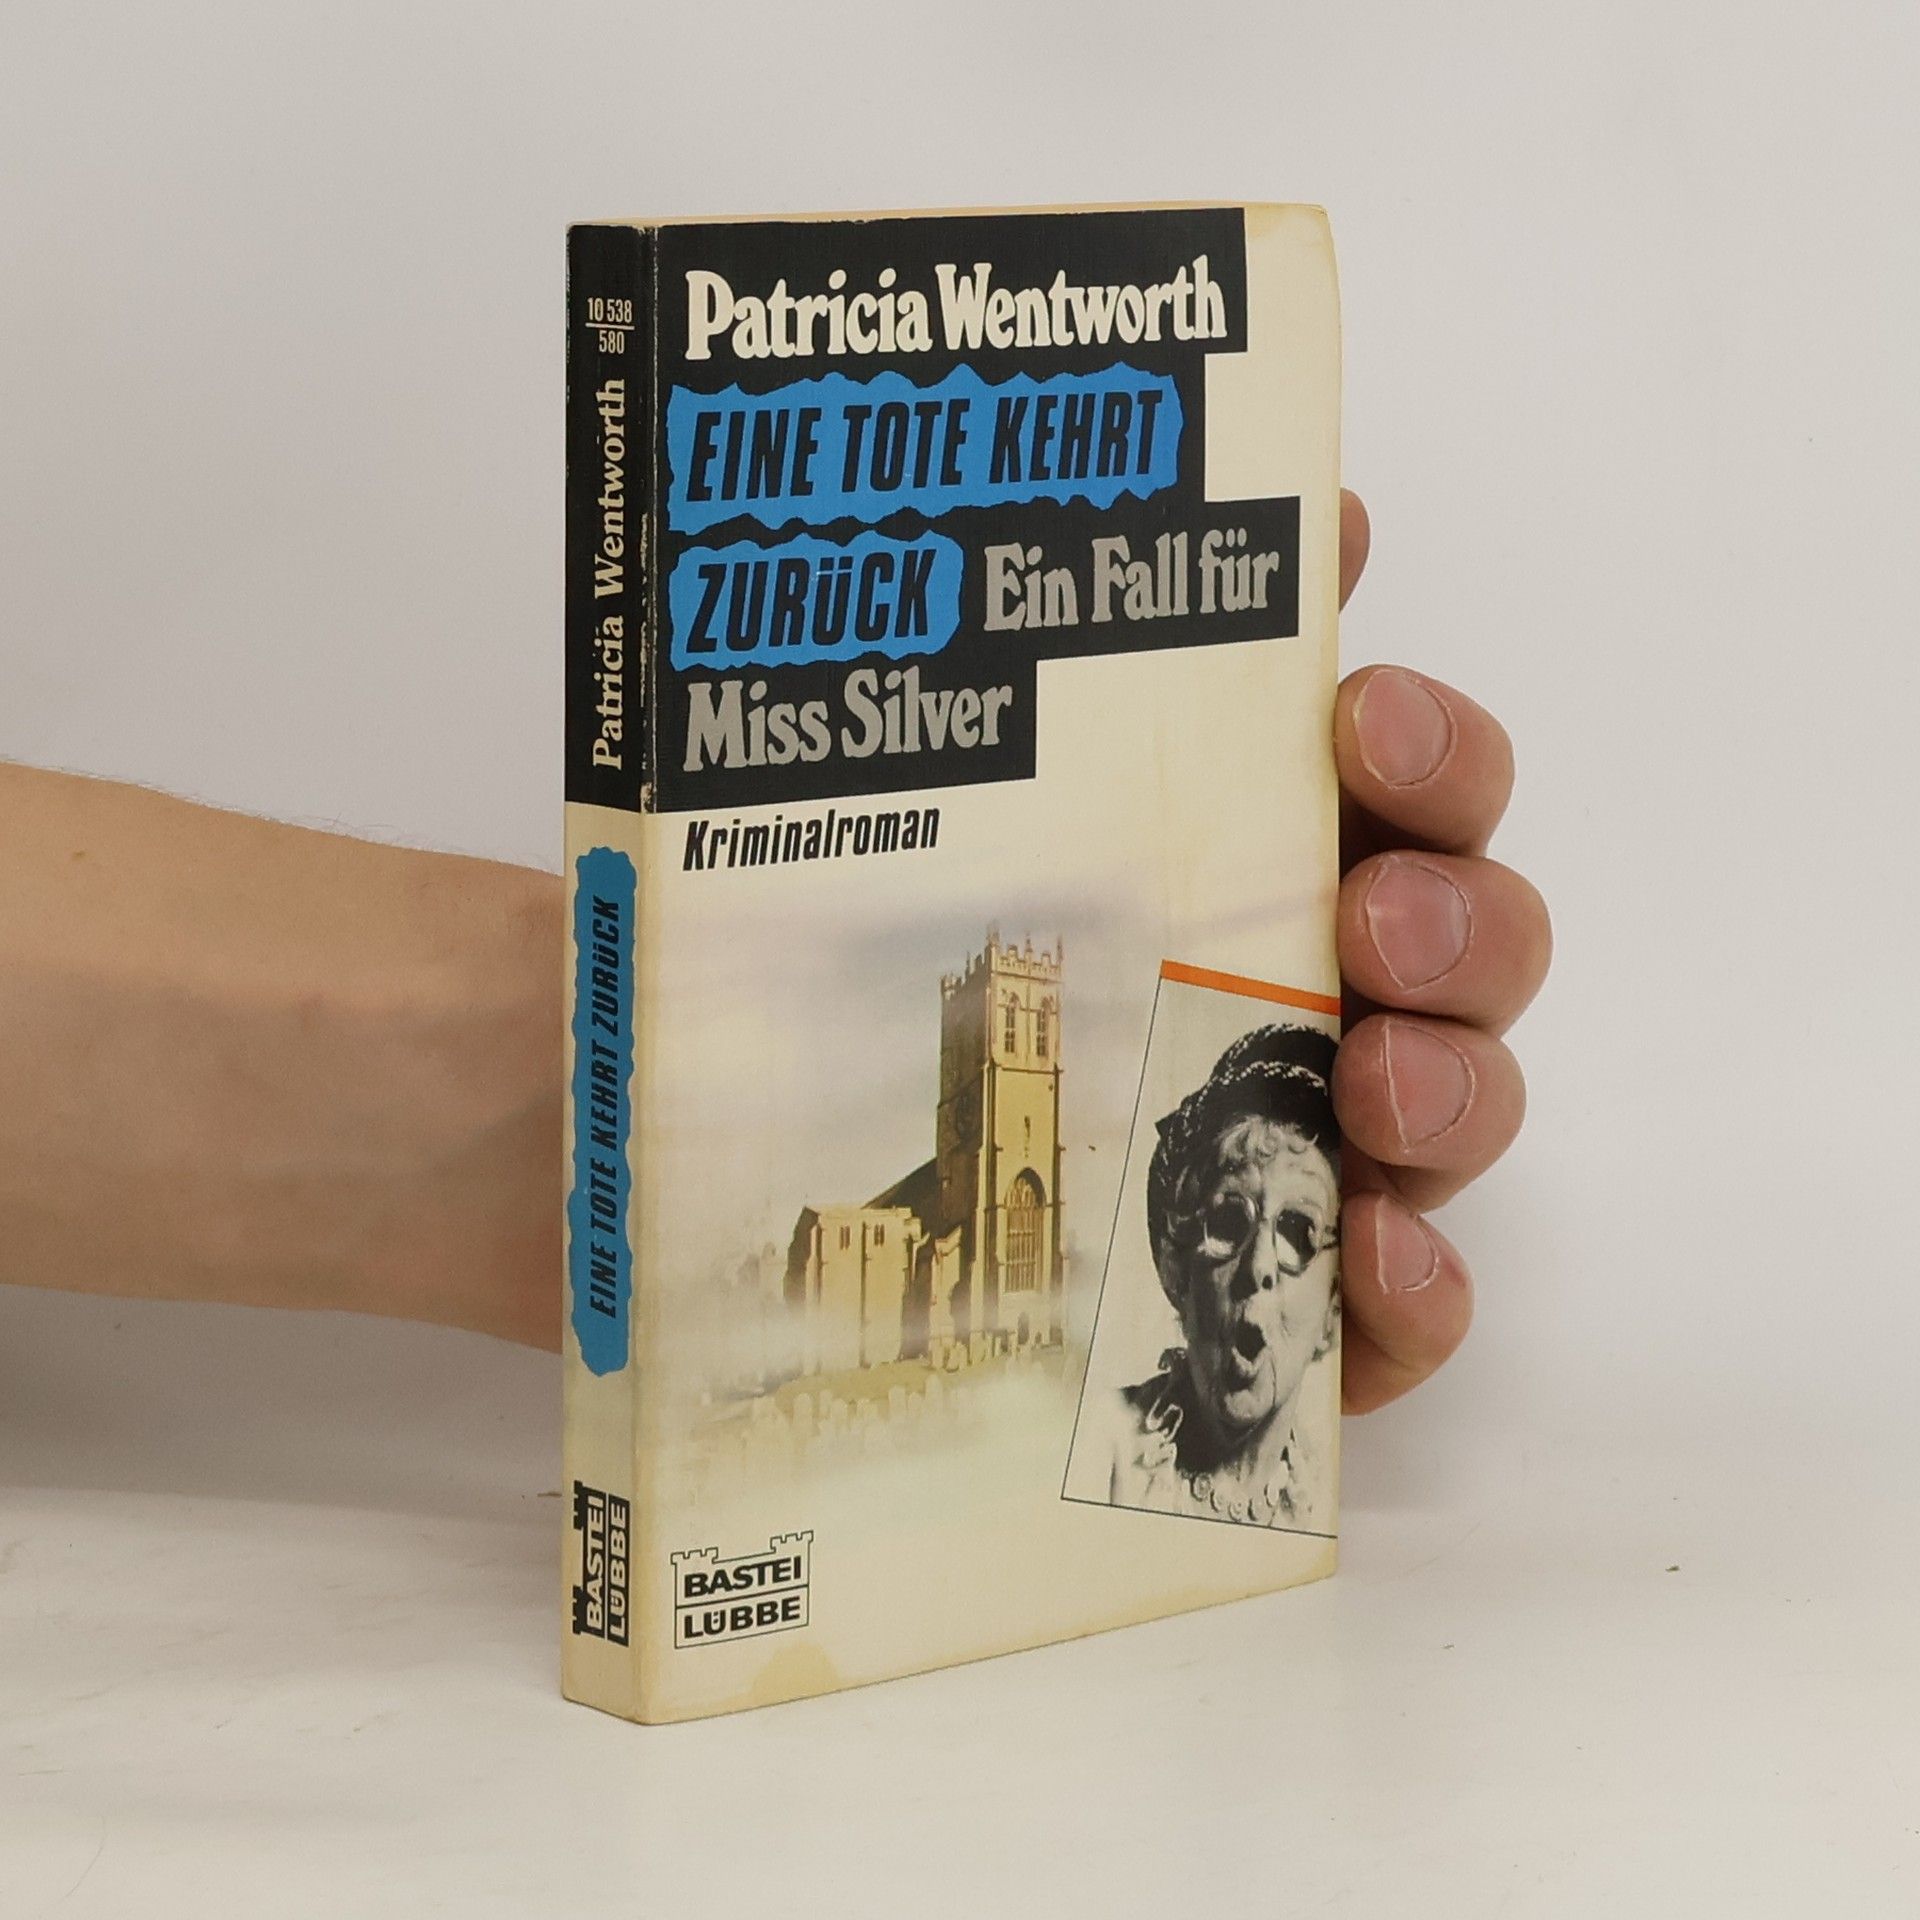 10 538
580
Patricia Wentworth
EINE TOTE KEHRT ZURÜCK
BASTEI
LÜBBE
Patricia Wentworth
EINE TOTE KEHRT
ZURÜCK Ein Fall für
Miss Silver
Kriminalroman
BASTEI
LÜBBE